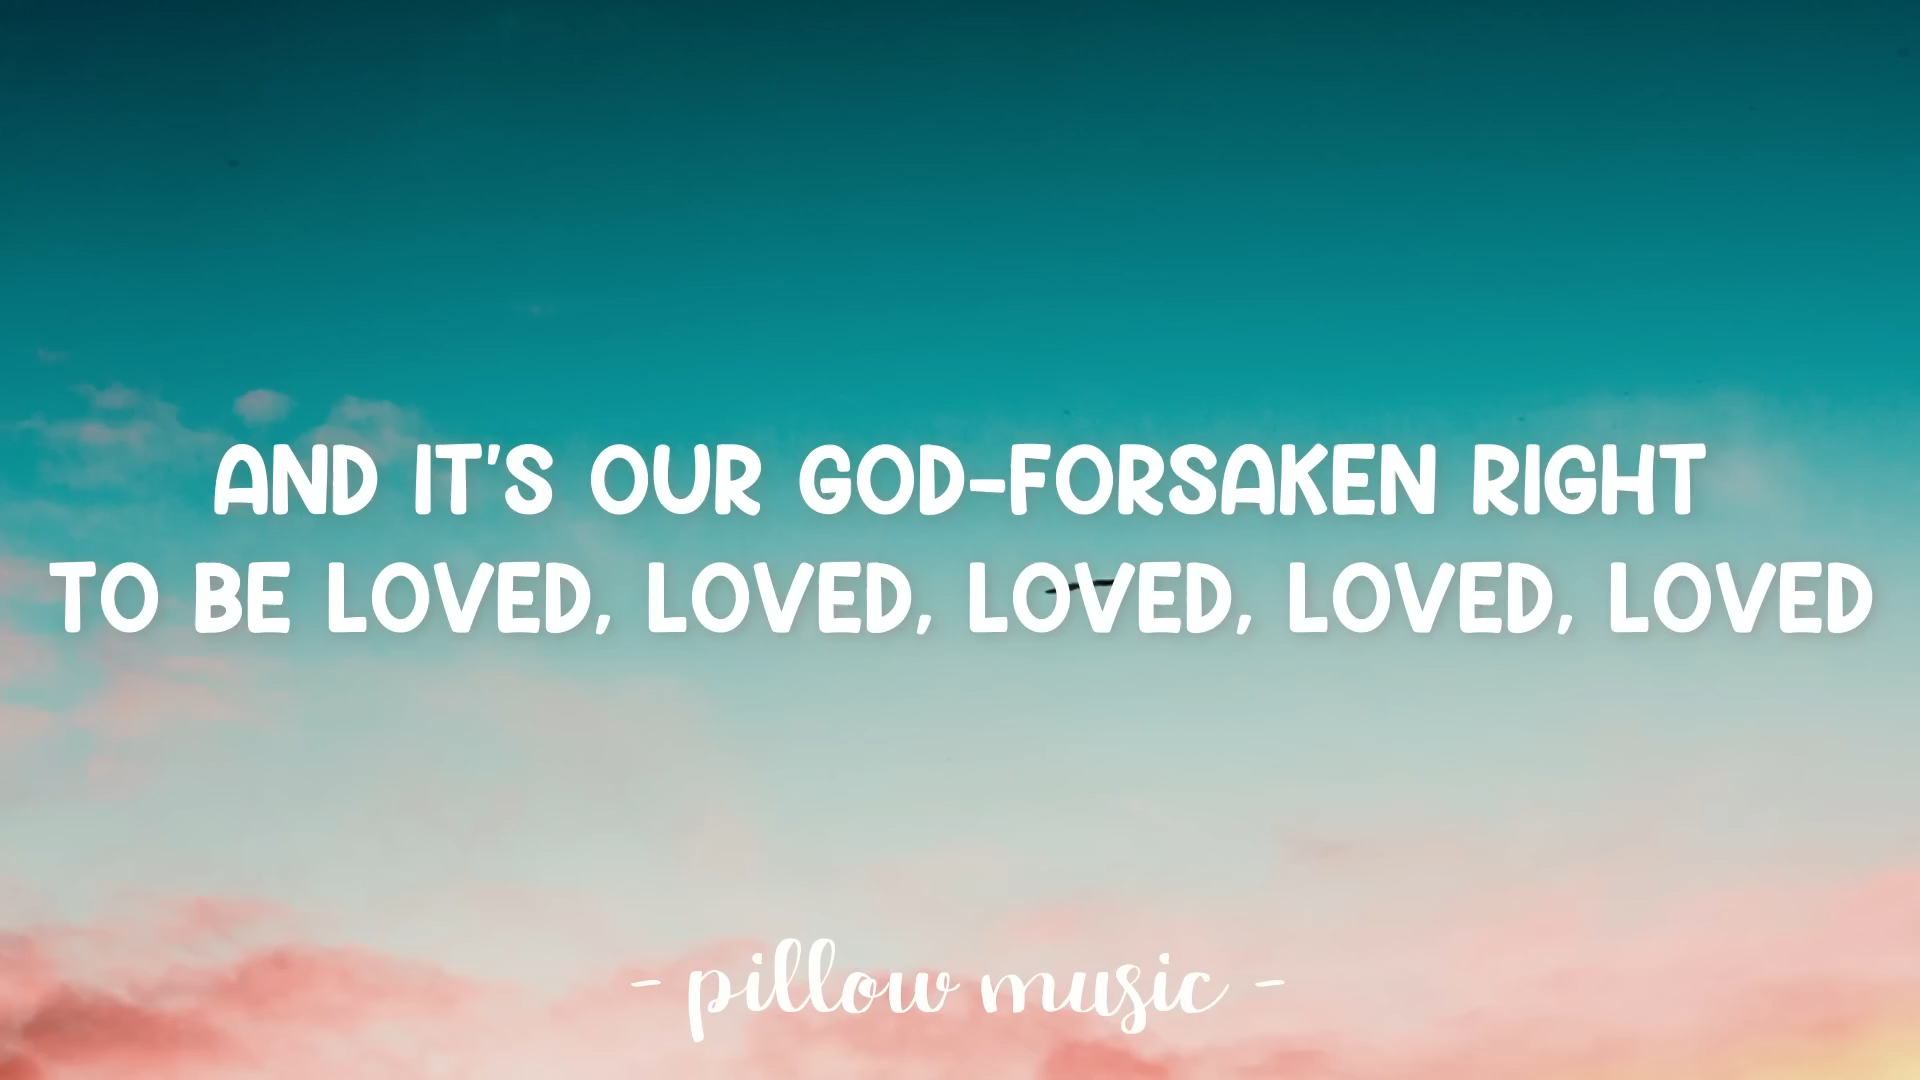 AND IT'S OUR GOD-FORSAKEN RIGHT
TO BE LOVED, LOVED, LOVED, LOVED, LOVED
- pillow music -